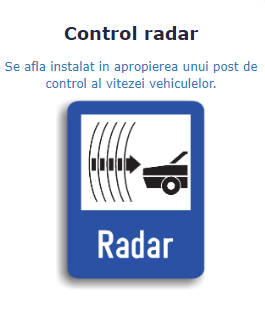 Control radar
Se afla instalat in apropierea unui post de
control al vitezei vehiculelor.
Radar